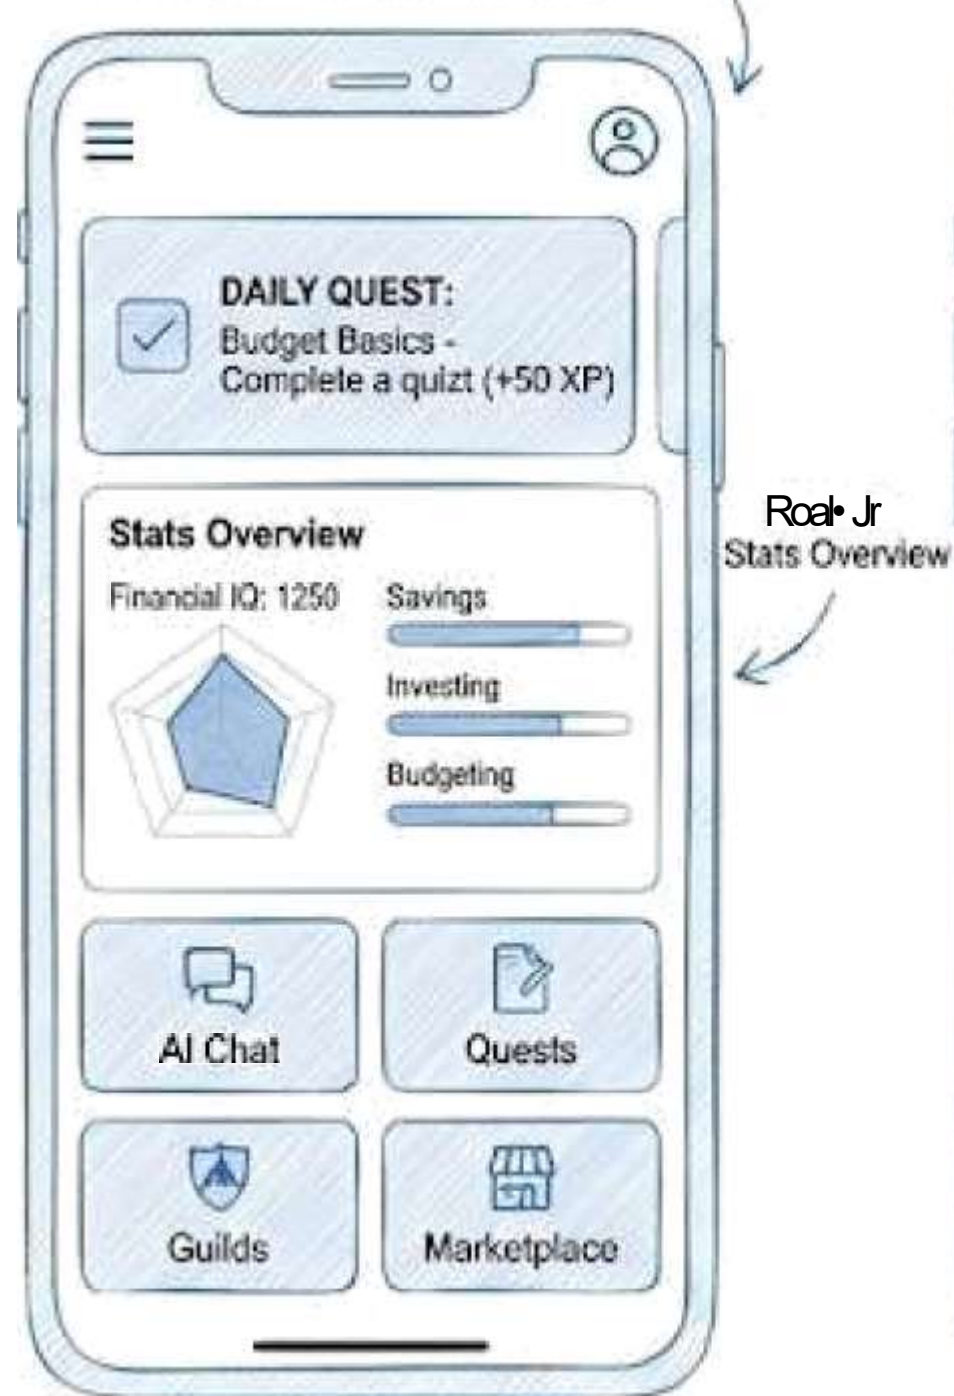 DAILY QUEST:
Budget Basics -
Complete a quizt (+50 XP)
Stats Overview
Financial IQ: 1250
Savings
Investing
Budgeting
Roal• Jr
Stats Overview
AI Chat
Quests
Guilds
Marketplace